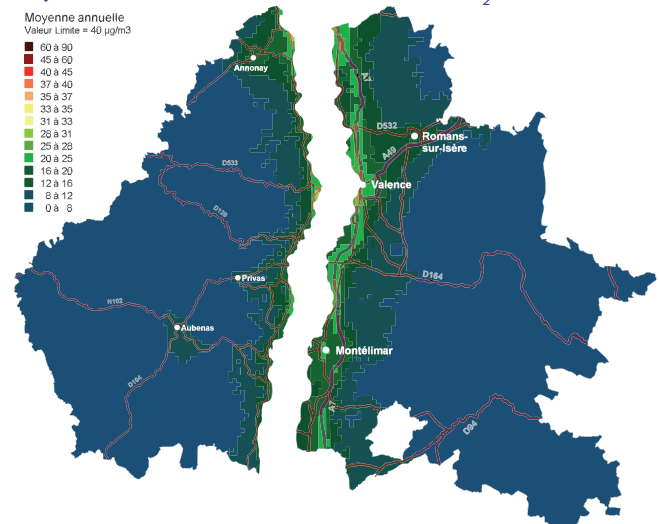 2
Moyenne annuelle
Valeur Limite = 40 µg/m3
60 à 90
45 à 60
40 à 45
37 à 40
35 à 37
33 à 35
31 à 33
28 à 31
25 à 28
20 à 25
16 à 20
12 à 16
8 à 12
0 à 8
Annonay
A7
D532
Romans-
sur-Isère
A49
D533
Valence
D120
Privas
D164
N102
Aubenas
Montélimar
D104
A7
D94